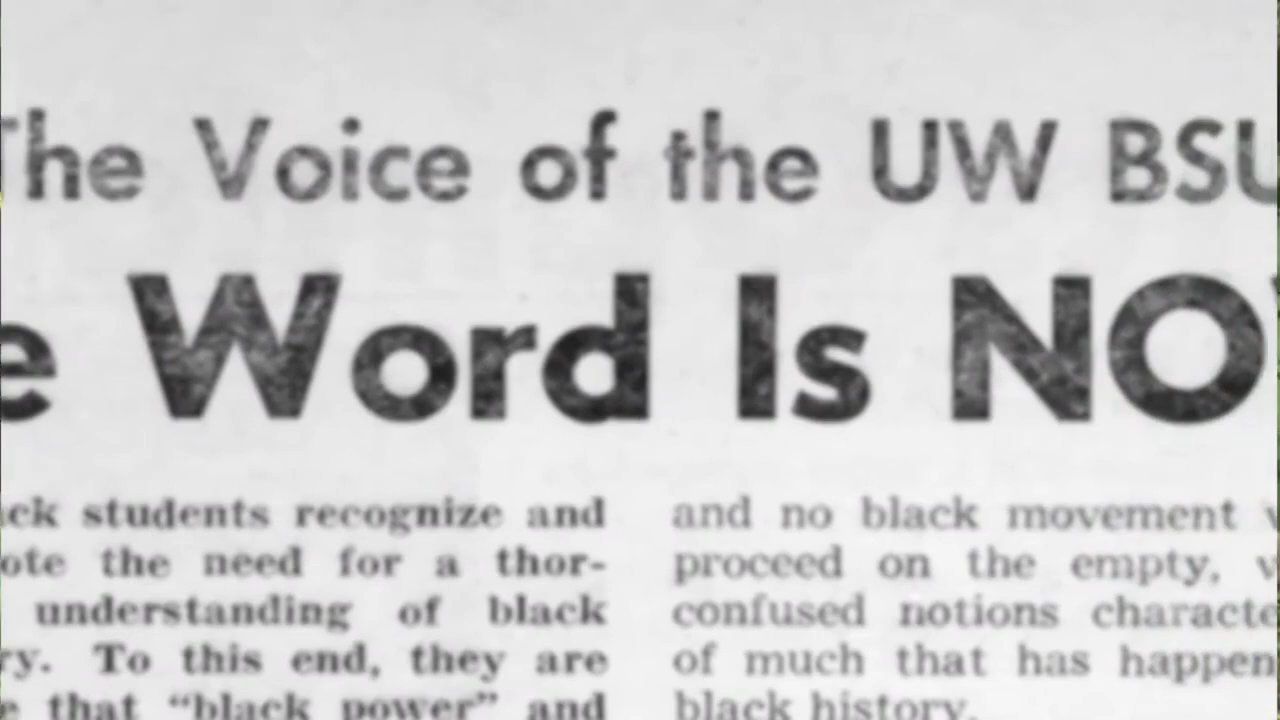 The Voice of the UW BSU
e Word Is NO
ck students recognize and
ote the need for a thor-
understanding of black
ry. To this end, they are
e that “black power” and
and no black movement
proceed on the empty,
confused notions characte
of much that has happen
black history.